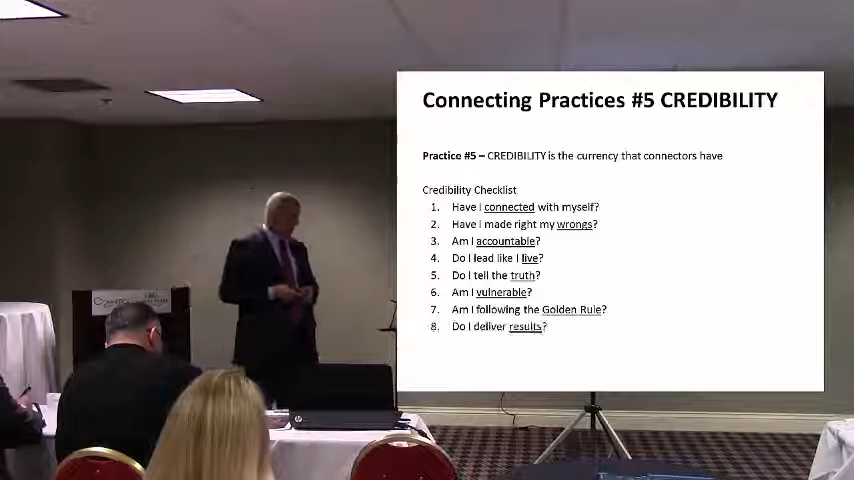 Connecting Practices #5 CREDIBILITY
Practice #5 – CREDIBILITY is the currency that connectors have
Credibility Checklist
1. Have I connected with myself?
2. Have I made right my wrongs?
3. Am I accountable?
4. Do I lead like I live?
5. Do I tell the truth?
6. Am I vulnerable?
7. Am I following the Golden Rule?
8. Do I deliver results?
hp